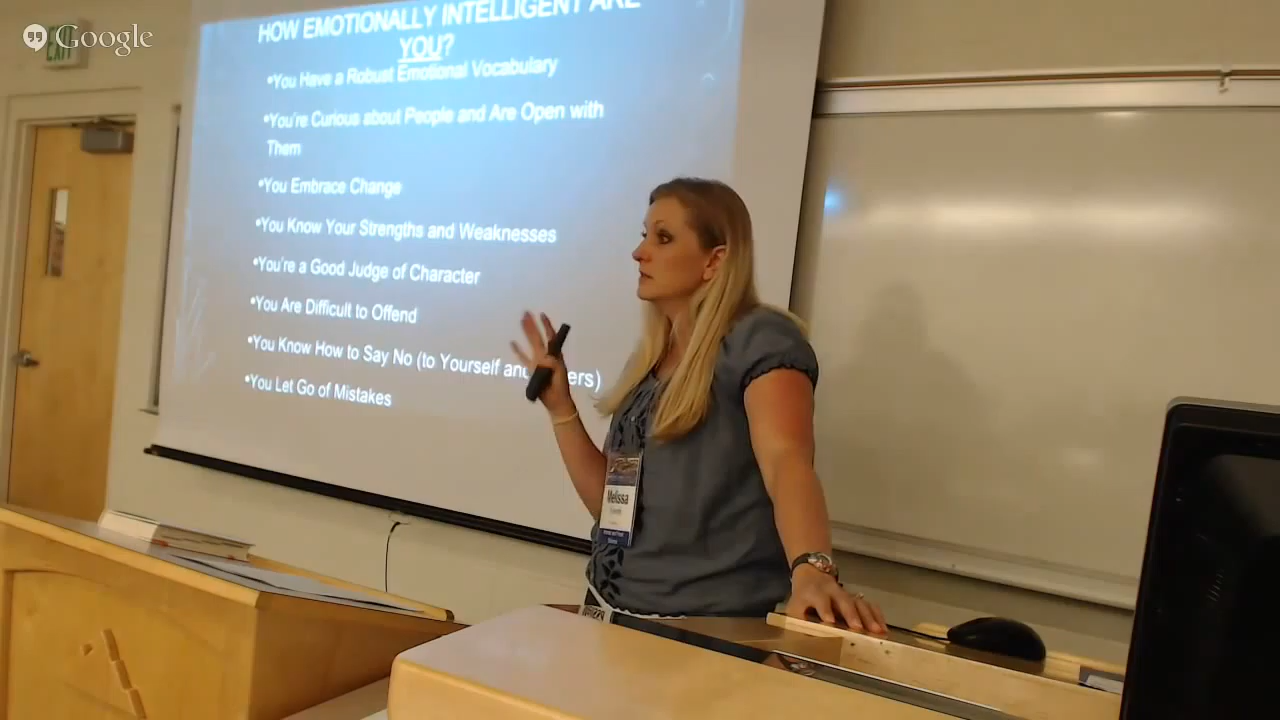 Google
EXIT
HOW EMOTIONALLY INTELLIGENT ARE
YOU?
•You Have a Robust Emotional Vocabulary
•You're Curious about People and Are Open with
Them
•You Embrace Change
•You Know Your Strengths and Weaknesses
•You're a Good Judge of Character
•You Are Difficult to Offend
•You Know How to Say No (to Yourself and ers)
•You Let Go of Mistakes
Melissa